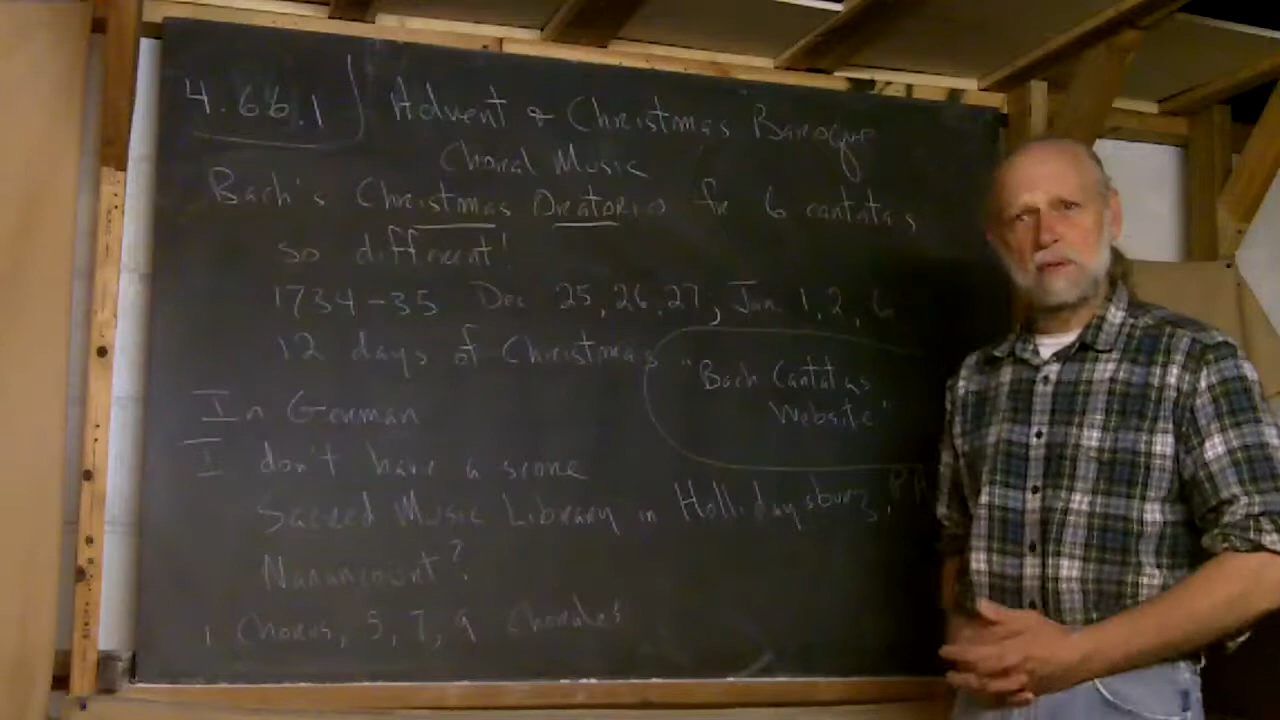 4.66.1 Advent & Christmas Baroque
Choral Music
Bach's Christmas Oratorio for 6 cantatas
so different!
1734-35 Dec 25, 26, 27, Jan 1, 2, 6
12 days of Christmas
"Bach Cantatas
Website"
In German
I don't have a score
Sacred Music Library in Hollidaysburg, PA
1 Chorus, 5, 7, 9 Chorales